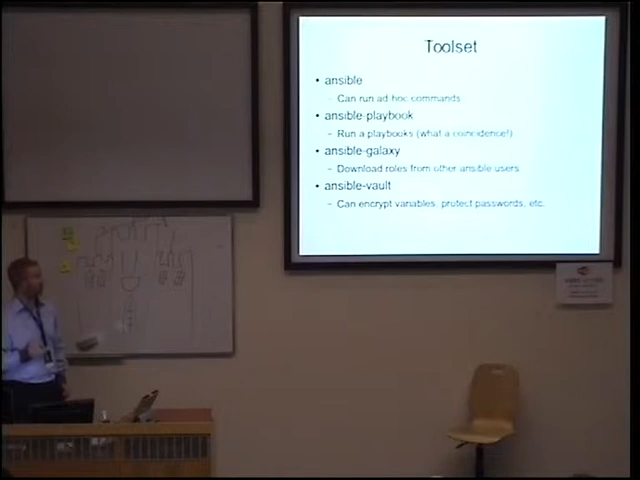 Toolset
• ansible
– Can run ad hoc commands.
• ansible-playbook
– Run a playbooks (what a coincidence!)
• ansible-galaxy
– Download roles from other ansible users
• ansible-vault
– Can encrypt variables, protect passwords, etc.